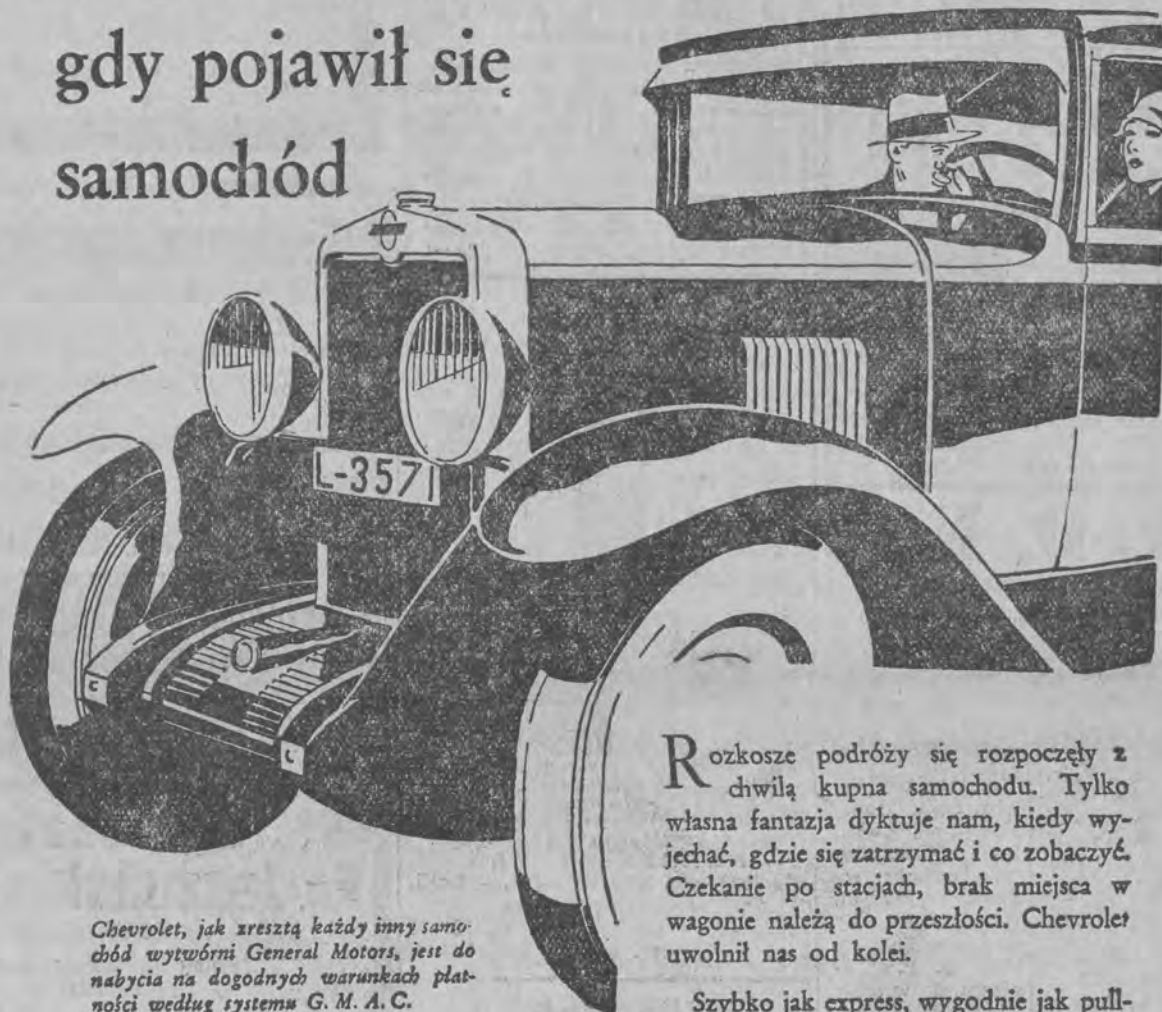 gdy pojawił się
samochód
L-3571
C
C
Rozkosze podróży się rozpoczęły z
chwilą kupna samochodu. Tylko
własna fantazja dyktuje nam, kiedy wy-
jechać, gdzie się zatrzymać i co zobaczyć.
Czekanie po stacjach, brak miejsca w
wagonie należą do przeszłości. Chevrolet
uwolnił nas od kolei.
Szybko jak express, wygodnie jak pull-
Chevrolet, jak zresztą każdy inny samo-
chód wytwórni General Motors, jest do
nabycia na dogodnych warunkach płat-
ności według systemu G. M. A. C.